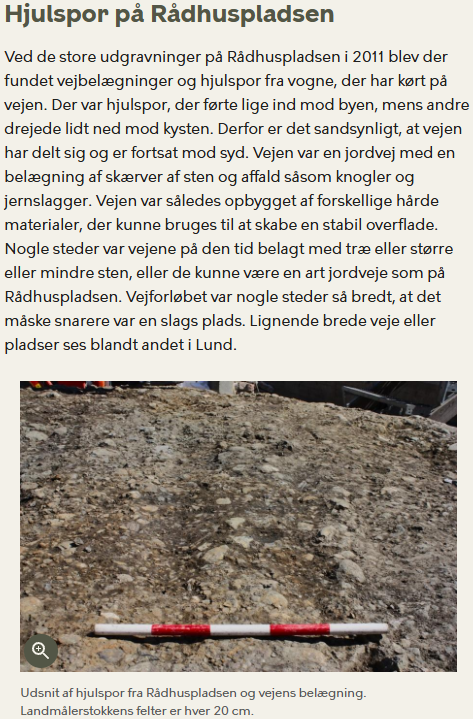 Hjulspor på Rådhuspladsen
Ved de store udgravninger på Rådhuspladsen i 2011 blev der
fundet vejbelægninger og hjulspor fra vogne, der har kørt på
vejen. Der var hjulspor, der førte lige ind mod byen, mens andre
drejede lidt ned mod kysten. Derfor er det sandsynligt, at vejen
har delt sig og er fortsat mod syd. Vejen var en jordvej med en
belægning af skærver af sten og affald såsom knogler og
jernslagger. Vejen var således opbygget af forskellige hårde
materialer, der kunne bruges til at skabe en stabil overflade.
Nogle steder var vejene på den tid belagt med træ eller større
eller mindre sten, eller de kunne være en art jordveje som på
Rådhuspladsen. Vejforløbet var nogle steder så bredt, at det
måske snarere var en slags plads. Lignende brede veje eller
pladser ses blandt andet i Lund.
Udsnit af hjulspor fra Rådhuspladsen og vejens belægning.
Landmålerstokkens felter er hver 20 cm.